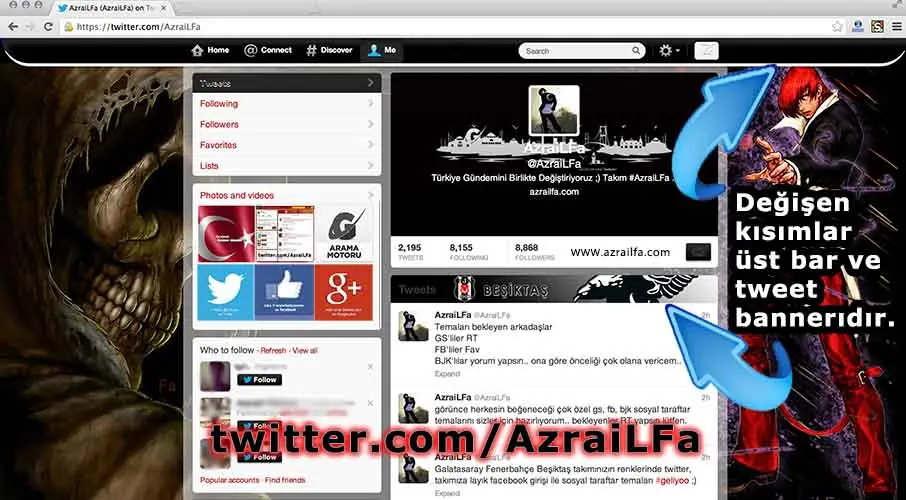 AzraiLFa (AzraiLFa) on Tw
https://twitter.com/AzraiLFa
Home
Connect
Discover
Me
Search
Tweets
Following
Followers
Favorites
Lists
Photos and videos
twitter.com/AzraiLFa
ARAMA
MOTORU
Who to follow · Refresh · View all
Follow
Follow
Follow
Popular accounts · Find friends
AzraiLFa
@AzraiLFa
Türkiye Gündemini Birlikte Değiştiriyoruz ;) Takım #AzraiLFa
azrailfa.com
2,195
TWEETS
8,155
FOLLOWING
8,868
FOLLOWERS
www.azrailfa.com
Tweets
BEŞİKTAŞ
AzraiLFa @AzraiLFa 2h
Temaları bekleyen arkadaşlar
GS'liler RT
FB'liler Fav
BJK'lılar yorum yapsın.. ona göre önceliği çok olana vericem..
Expand
AzraiLFa @AzraiLFa 2h
görünce herkesin beğeneceği çok özel gs, fb, bjk sosyal taraftar
temalarını sizler için hazırlıyorum.. bekleyenler RT yapsın lütfen.
AzraiLFa @AzraiLFa 2h
Galatasaray Fenerbahçe Beşiktaş takımınızın renklerinde twitter,
takımıza layık facebook girişi ile sosyal taraftar temaları #geliyoo ;)
Expand
Değişen
kısımlar
üst bar ve
tweet
bannerıdır.
twitter.com/AzraiLFa
Fa